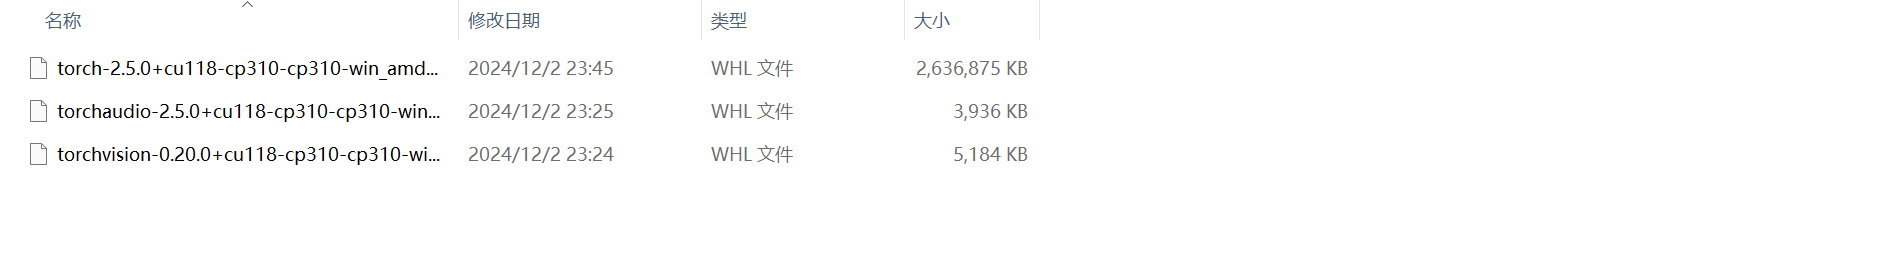 名称 修改日期 类型 大小
torch-2.5.0+cu118-cp310-cp310-win_amd... 2024/12/2 23:45 WHL 文件 2,636,875 KB
torchaudio-2.5.0+cu118-cp310-cp310-win... 2024/12/2 23:25 WHL 文件 3,936 KB
torchvision-0.20.0+cu118-cp310-cp310-wi... 2024/12/2 23:24 WHL 文件 5,184 KB